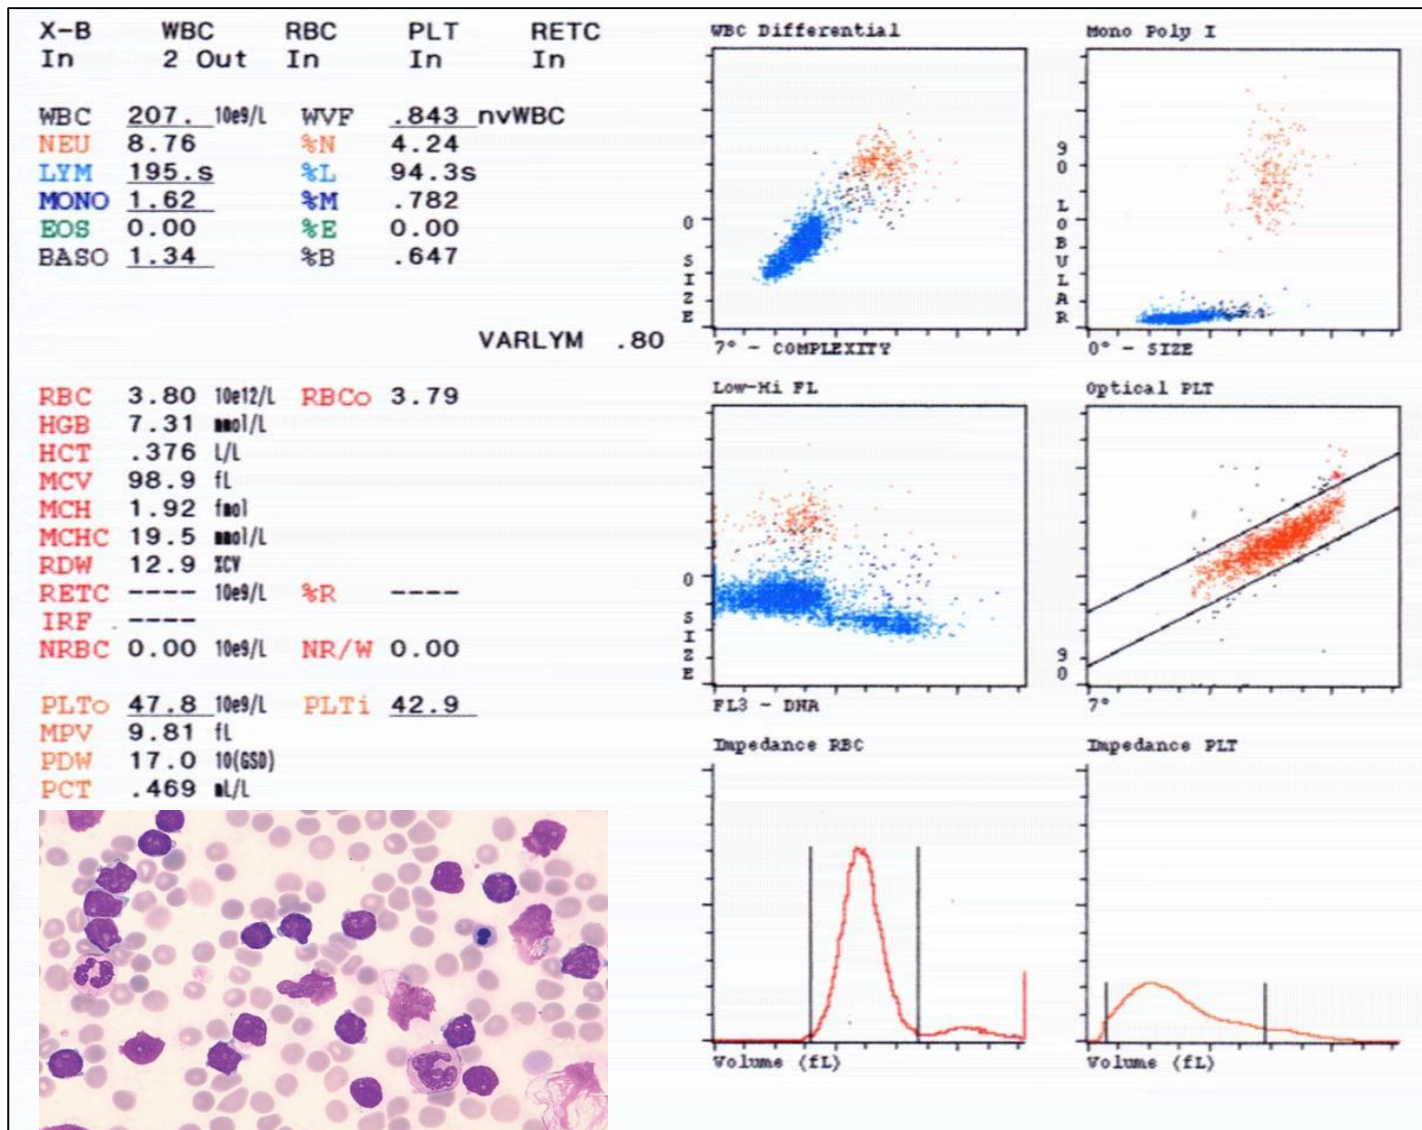 X-B WBC RBC PLT RETC
In 2 Out In In In
WBC 207. 10e9/L WVF .843 nvWBC
NEU 8.76 %N 4.24
LYM 195.s %L 94.3s
MONO 1.62 %M .782
EOS 0.00 %E 0.00
BASO 1.34 %B .647
VARLYM .80
RBC 3.80 10e12/L RBCo 3.79
HGB 7.31 mmol/L
HCT .376 L/L
MCV 98.9 fL
MCH 1.92 fmol
MCHC 19.5 mmol/L
RDW 12.9 %CV
RETC ---- 10e9/L %R ----
IRF ----
NRBC 0.00 10e9/L NR/W 0.00
PLTo 47.8 10e9/L PLTi 42.9
MPV 9.81 fL
PDW 17.0 10(GSD)
PCT .469 mL/L
WBC Differential
0 SIZE
7° - COMPLEXITY
Mono Poly I
90 LOBULAR
0° - SIZE
Low-Hi FL
0 SIZE
FL3 - DNA
Optical PLT
90
7°
Impedance RBC
Volume (fL)
Impedance PLT
Volume (fL)